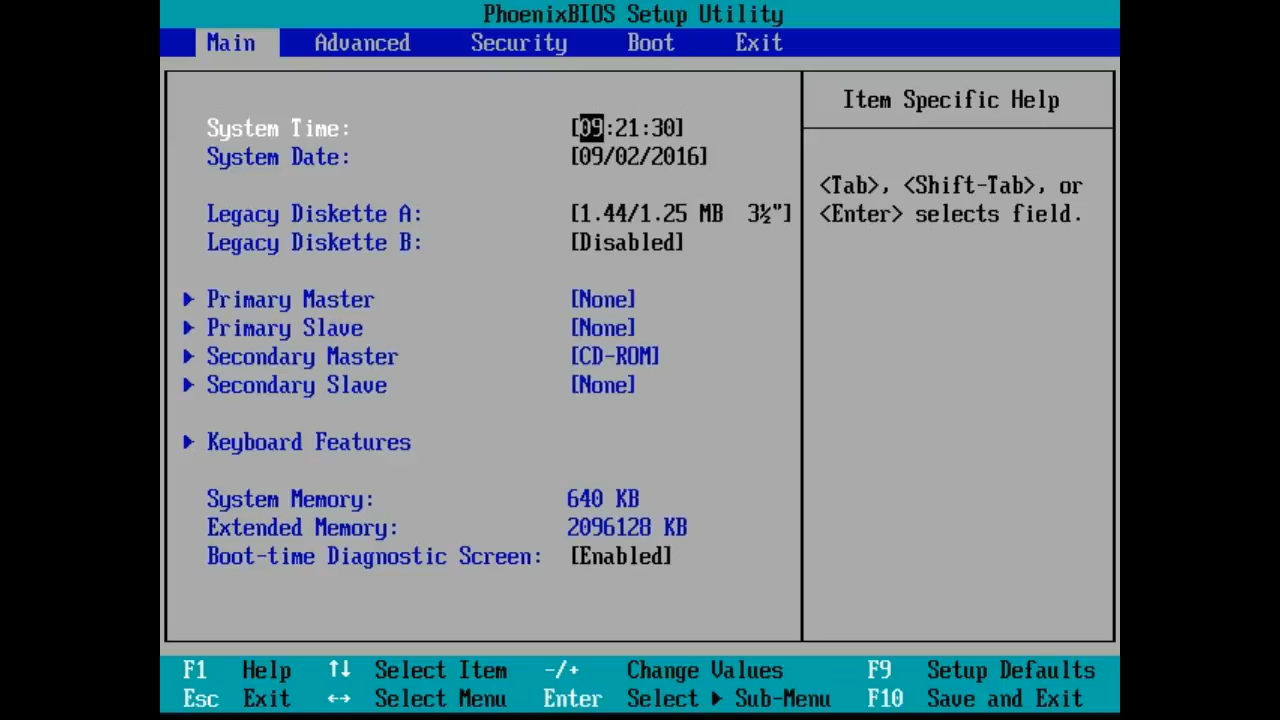 PhoenixBIOS Setup Utility
Main Advanced Security Boot Exit
Item Specific Help
System Time: [09:21:30]
System Date: [09/02/2016]
<Tab>, <Shift-Tab>, or
<Enter> selects field.
Legacy Diskette A: [1.44/1.25 MB 3½"]
Legacy Diskette B: [Disabled]
Primary Master [None]
Primary Slave [None]
Secondary Master [CD-ROM]
Secondary Slave [None]
Keyboard Features
System Memory: 640 KB
Extended Memory: 2096128 KB
Boot-time Diagnostic Screen: [Enabled]
F1 Help ↑↓ Select Item -/+ Change Values F9 Setup Defaults
Esc Exit ↔ Select Menu Enter Select ▶ Sub-Menu F10 Save and Exit